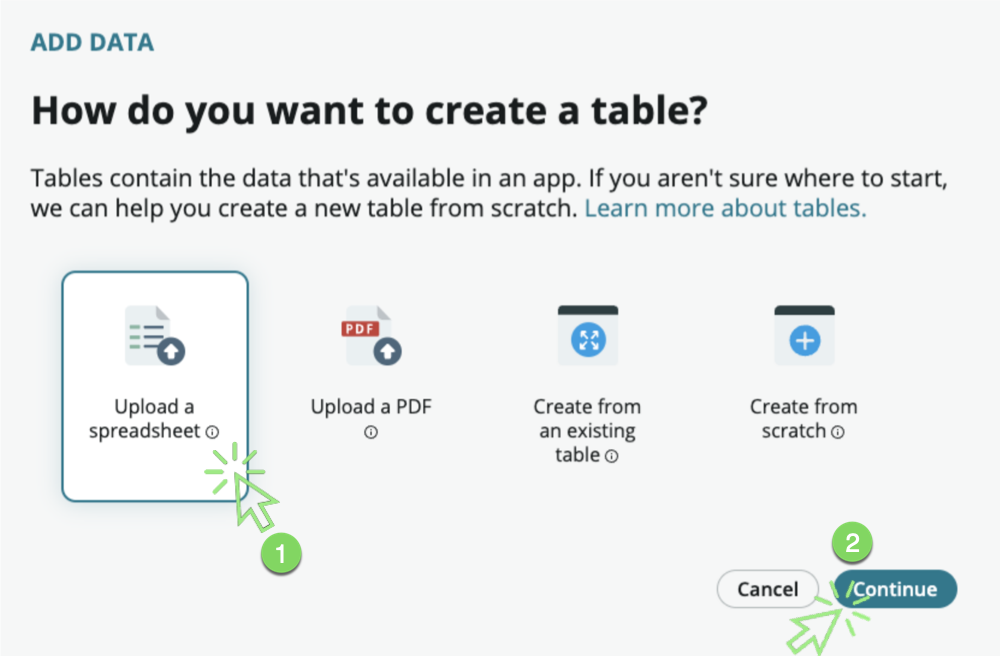 ADD DATA
How do you want to create a table?
Tables contain the data that's available in an app. If you aren't sure where to start,
we can help you create a new table from scratch. Learn more about tables.
PDF
Upload a
spreadsheet
Upload a PDF
Create from
an existing
table
Create from
scratch
1
2
Cancel
Continue